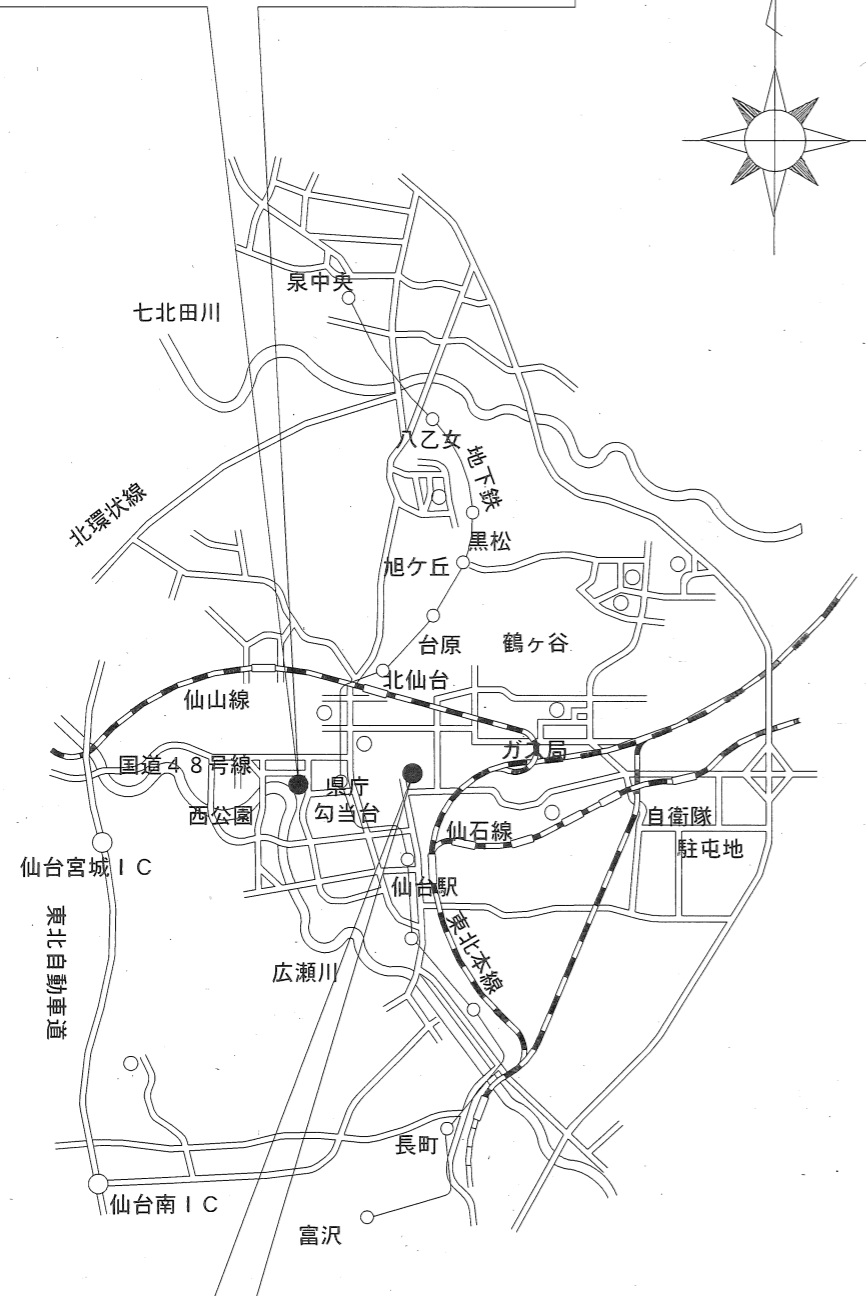 泉中央
七北田川
八乙女
地下鉄
北環状線
黒松
旭ケ丘
台原
鶴ヶ谷
北仙台
仙山線
ガス局
国道４８号線
県庁
勾当台
西公園
仙石線
自衛隊
駐屯地
仙台宮城ＩＣ
仙台駅
東北自動車道
東北本線
広瀬川
長町
仙台南ＩＣ
富沢